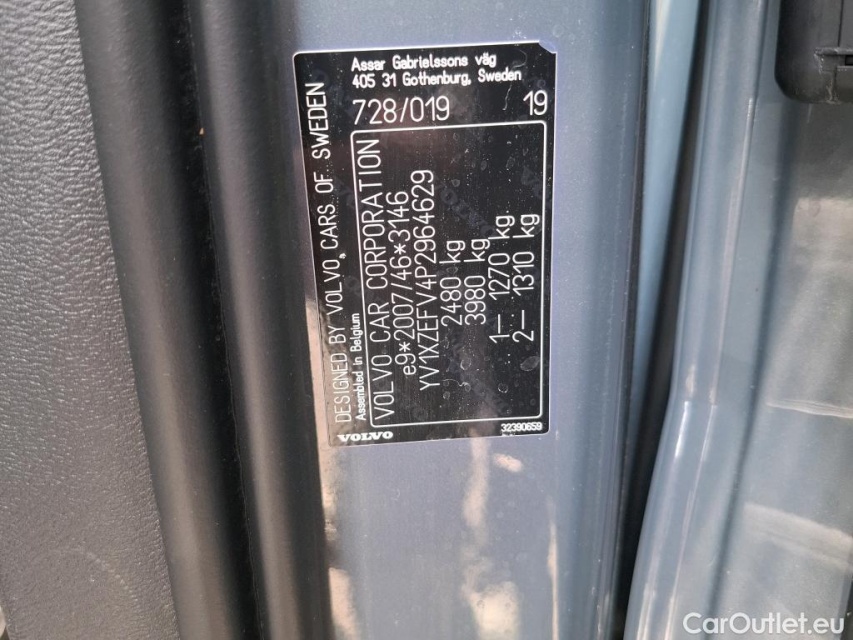 Assar Gabrielssons väg
405 31 Gothenburg, Sweden
728/019 19
DESIGNED BY VOLVO, CARS OF SWEDEN
Assembled in Belgium
VOLVO CAR CORPORATION
e9*2007/46*3146
YV1XZEFV4P2964629
2480 kg
3980 kg
1– 1270 kg
2– 1310 kg
VOLVO
32390659
CarOutlet.eu